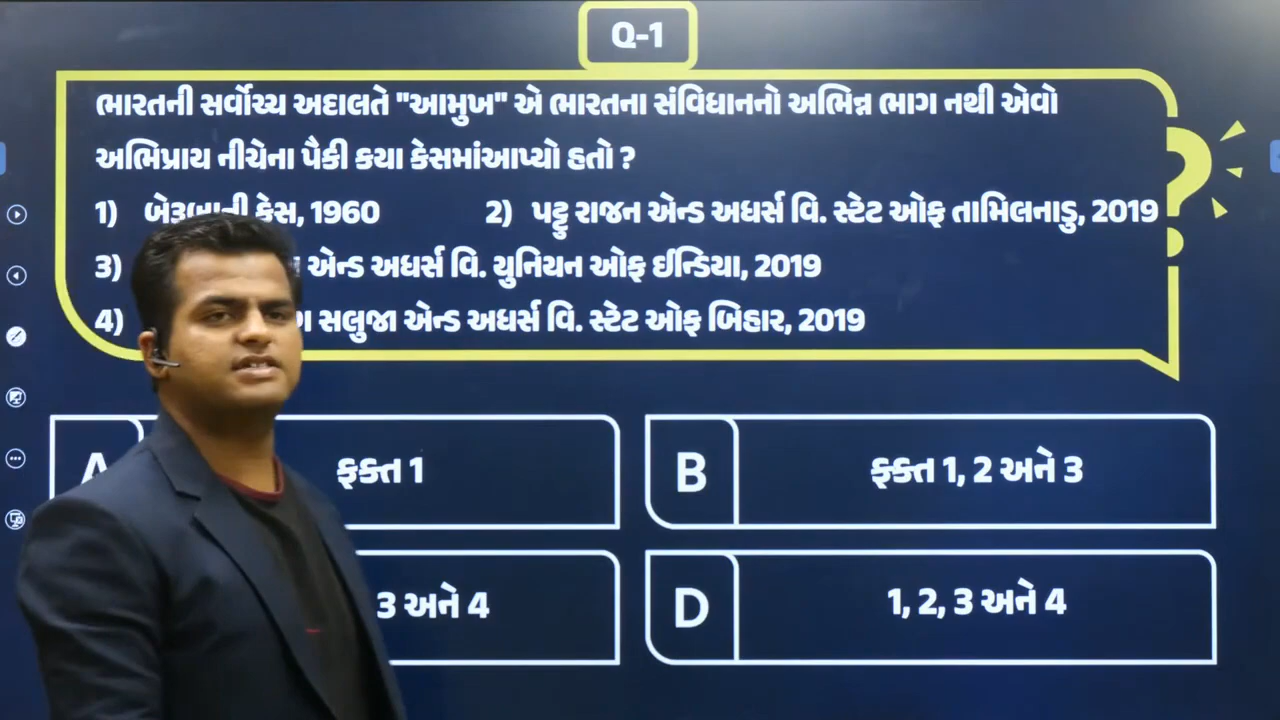 Q-1
ભારતની સર્વોચ્ચ અદાલતે "આમુખ" એ ભારતના સંવિધાનનો અભિન્ન ભાગ નથી એવો
અભિપ્રાય નીચેના પૈકી કયા કેસમાંઆપ્યો હતો ?
1) બેરૂબારી કેસ, 1960 2) પટ્ટુ રાજન એન્ડ અધર્સ વિ. સ્ટેટ ઓફ તામિલનાડુ, 2019
3) એન્ડ અધર્સ વિ. યુનિયન ઓફ ઈન્ડિયા, 2019
4) સલુજા એન્ડ અધર્સ વિ. સ્ટેટ ઓફ બિહાર, 2019
A ફક્ત 1
B ફક્ત 1, 2 અને 3
3 અને 4
D 1, 2, 3 અને 4